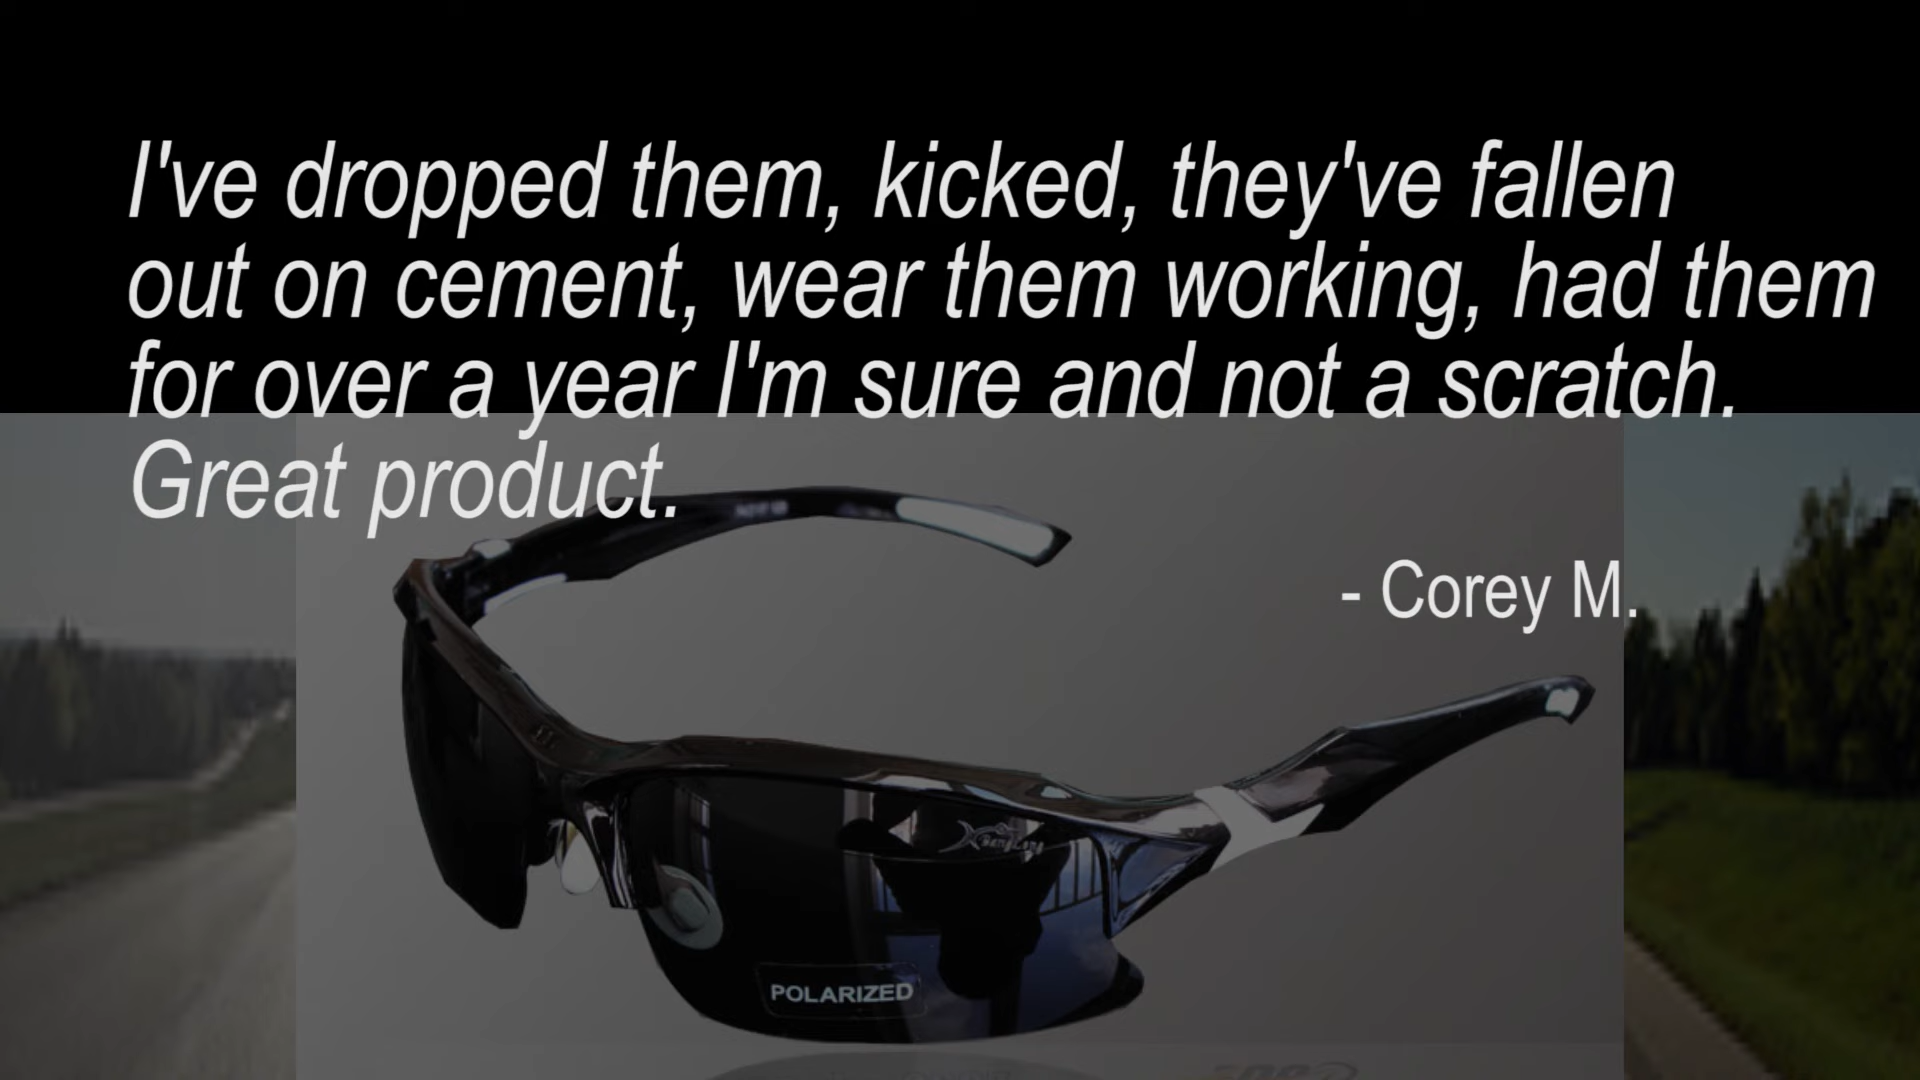 I've dropped them, kicked, they've fallen
out on cement, wear them working, had them
for over a year I'm sure and not a scratch.
Great product.
- Corey M.
POLARIZED